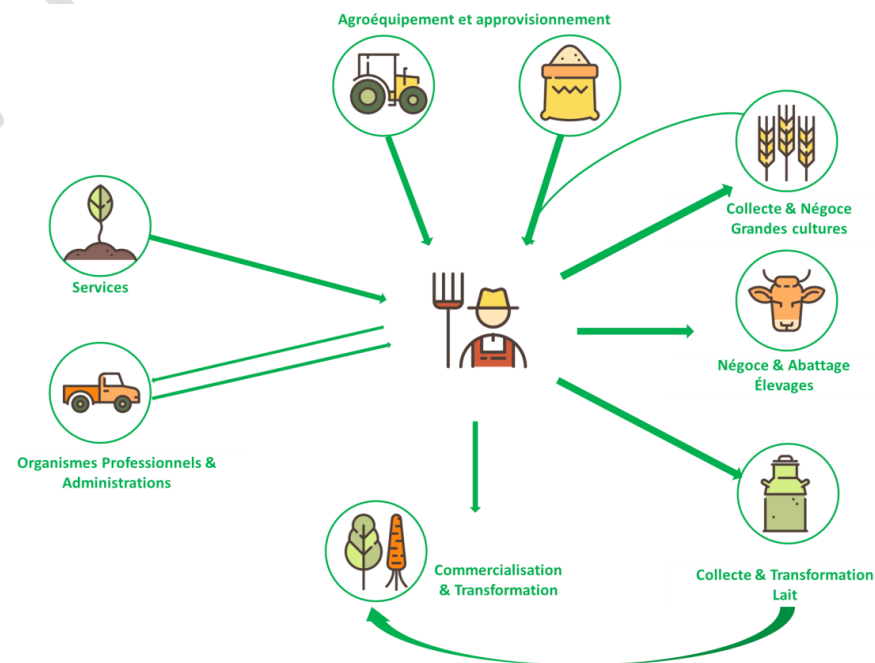 Agroéquipement et approvisionnement
Collecte & Négoce
Grandes cultures
Services
Négoce & Abattage
Élevages
Organismes Professionnels &
Administrations
Commercialisation
& Transformation
Collecte & Transformation
Lait